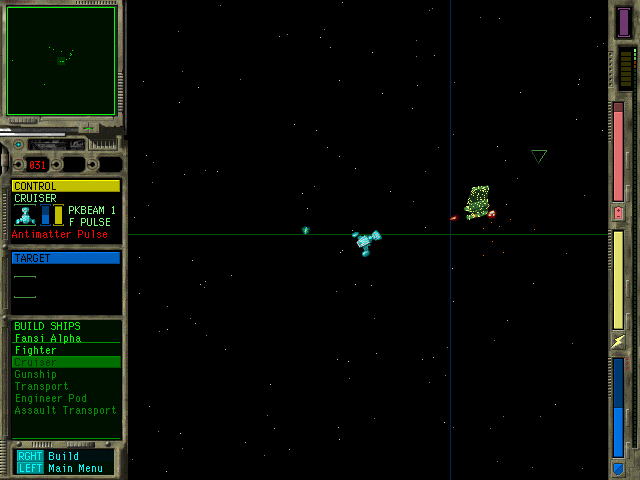 031
CONTROL
CRUISER
PKBEAM 1
F PULSE
Antimatter Pulse
TARGET
BUILD SHIPS
Fansi Alpha
Fighter
Cruiser
Gunship
Transport
Engineer Pod
Assault Transport
RGHT Build
LEFT Main Menu